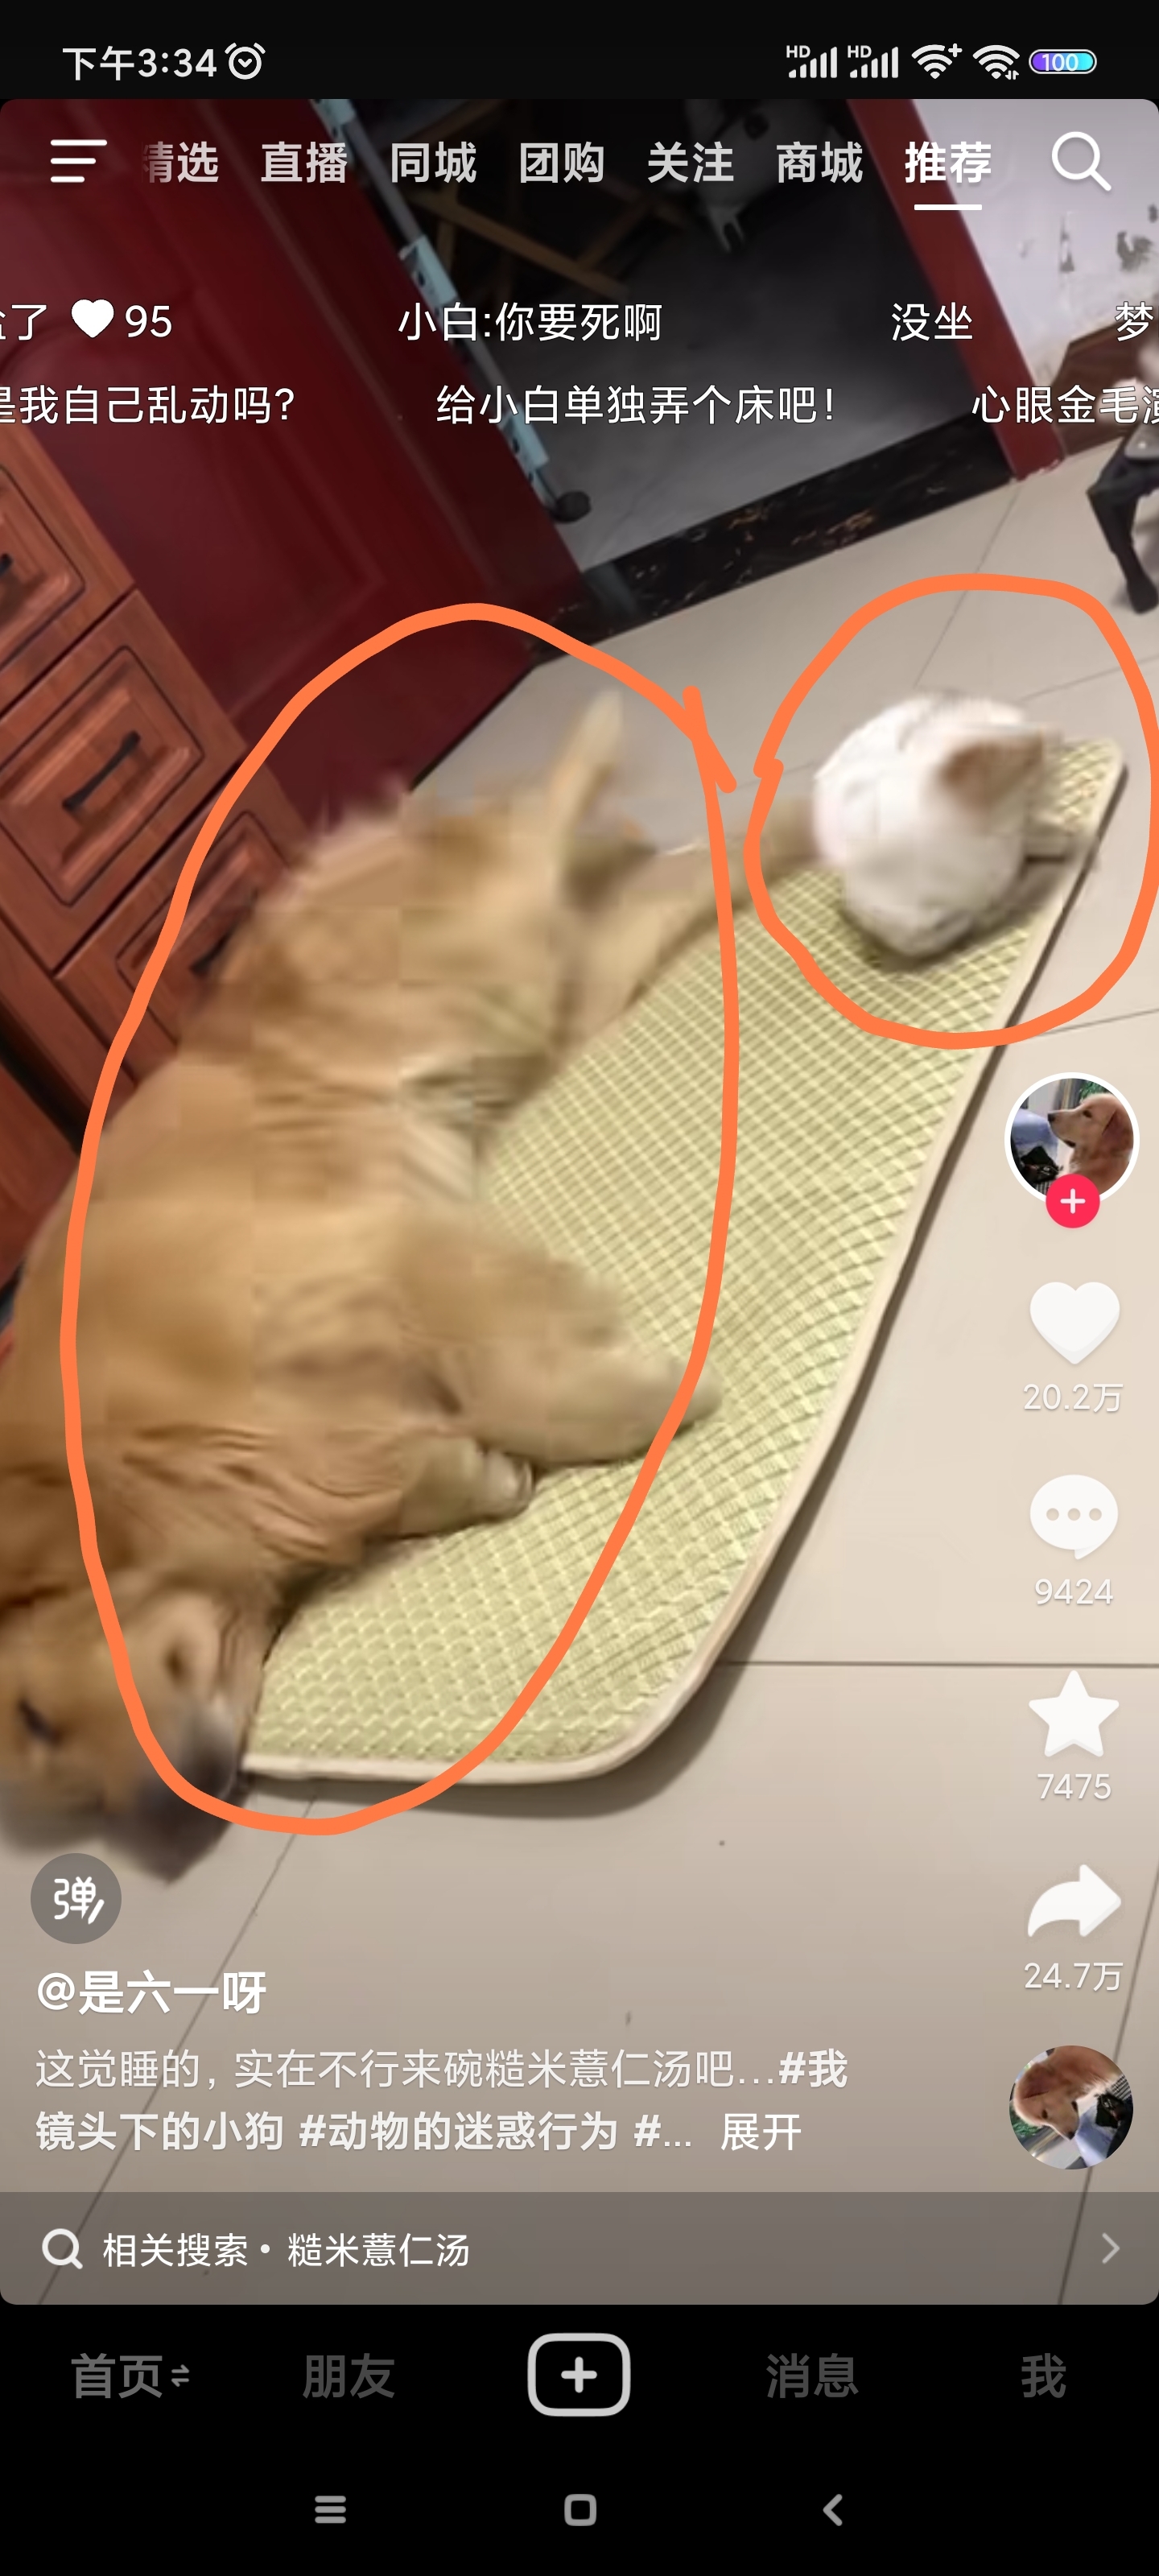 下午3:34
HD HD 100
精选 直播 同城 团购 关注 商城 推荐
了 95 小白:你要死啊 没坐 梦
是我自己乱动吗? 给小白单独弄个床吧! 心眼金毛
20.2万
9424
7475
24.7万
弹
@是六一呀
这觉睡的, 实在不行来碗糙米薏仁汤吧...#我
镜头下的小狗 #动物的迷惑行为 #... 展开
相关搜索 • 糙米薏仁汤
首页 朋友 消息 我